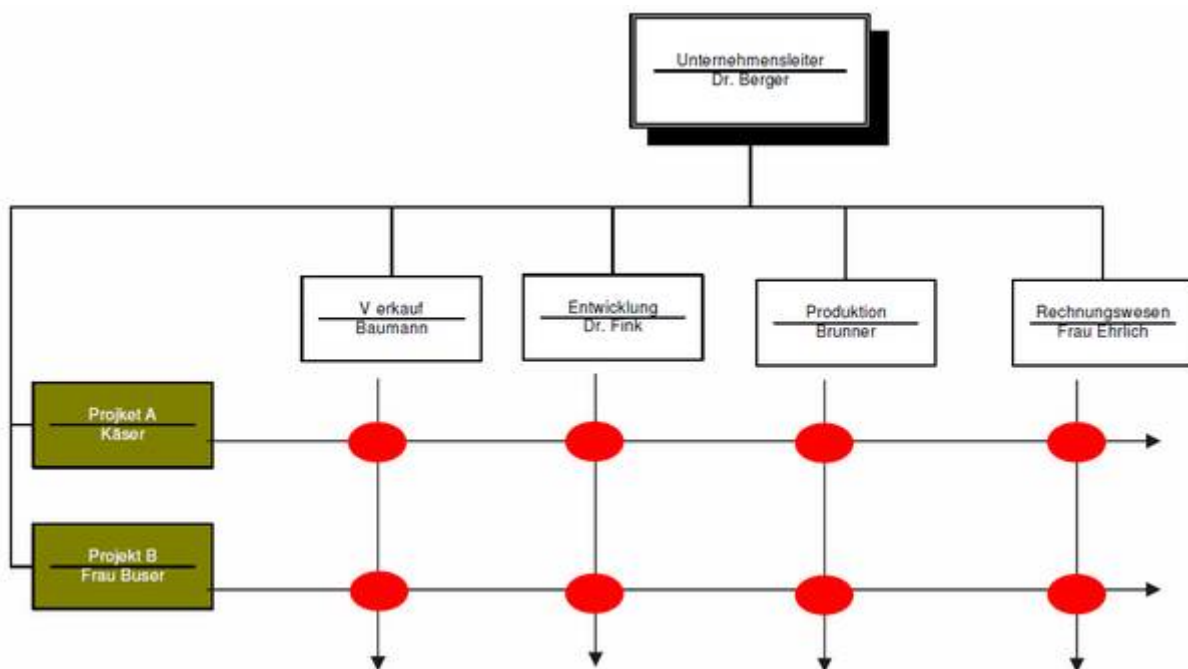 Unternehmensleiter
Dr. Berger
V erkauf
Baumann
Entwicklung
Dr. Fink
Produktion
Brunner
Rechnungswesen
Frau Ehrlich
Projket A
Käser
Projekt B
Frau Buser